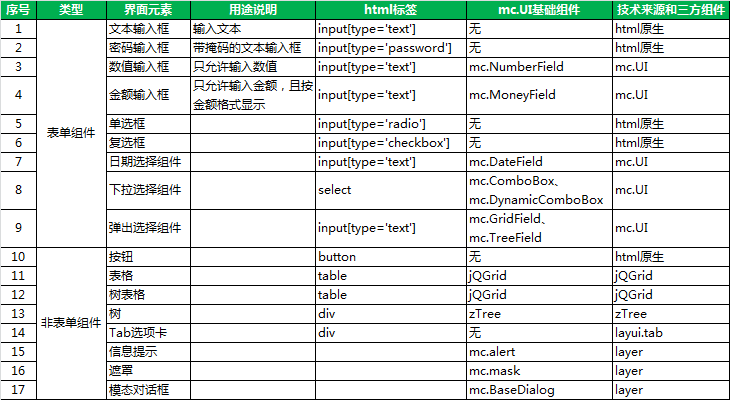 序号 类型 界面元素 用途说明 html标签 mc.UI基础组件 技术来源和三方组件
1 文本输入框 输入文本 input[type='text'] 无 html原生
2 密码输入框 带掩码的文本输入框 input[type='password'] 无 html原生
3 数值输入框 只允许输入数值 input[type='text'] mc.NumberField mc.UI
4 金额输入框 只允许输入金额，且按
金额格式显示 input[type='text'] mc.MoneyField mc.UI
表单组件
5 单选框 input[type='radio'] 无 html原生
6 复选框 input[type='checkbox'] 无 html原生
7 日期选择组件 input[type='text'] mc.DateField mc.UI
8 下拉选择组件 select mc.ComboBox、
mc.DynamicComboBox mc.UI
9 弹出选择组件 input[type='text'] mc.GridField、
mc.TreeField mc.UI
10 按钮 button 无 html原生
11 表格 table jQGrid jQGrid
12 树表格 table jQGrid jQGrid
13 树 div zTree zTree
非表单组件
14 Tab选项卡 div 无 layui.tab
15 信息提示 mc.alert layer
16 遮罩 mc.mask layer
17 模态对话框 mc.BaseDialog layer